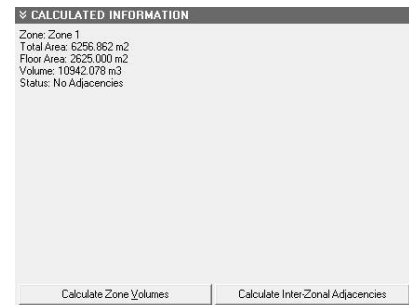 CALCULATED INFORMATION
Zone: Zone 1
Total Area: 6256.862 m2
Floor Area: 2625.000 m2
Volume: 10942.078 m3
Status: No Adjacencies
Calculate Zone Volumes
Calculate Inter-Zonal Adjacencies